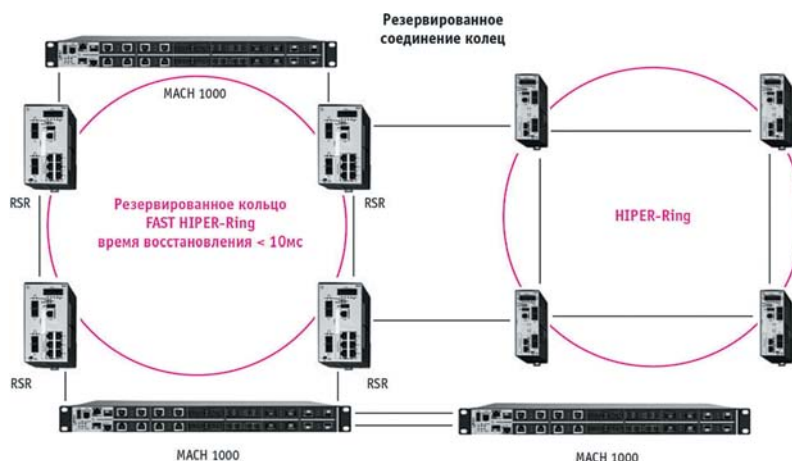 Резервированное
соединение колец
MACH 1000
RSR
RSR
Резервированное кольцо
FAST HIPER-Ring
время восстановления < 10мс
HIPER-Ring
RSR
RSR
MACH 1000
MACH 1000